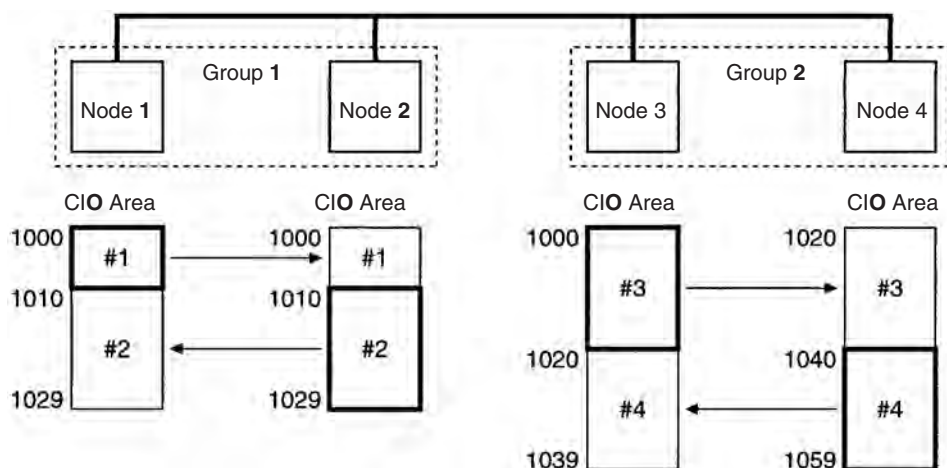 Group 1
Group 2
Node 1
Node 2
Node 3
Node 4
CIO Area
CIO Area
CIO Area
CIO Area
1000
#1
1010
#2
1029
1000
#1
1010
#2
1029
1000
#3
1020
#4
1039
1020
#3
1040
#4
1059